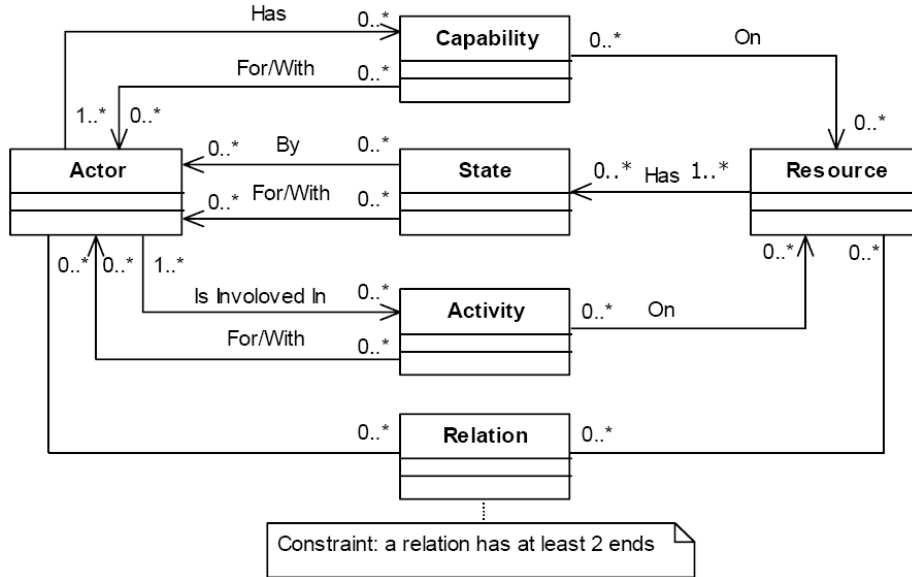 Has
0..*
Capability
0..*
On
For/With
0..*
1..*
0..*
0..*
Actor
0..*
By
0..*
State
0..*
Has
1..*
Resource
0..*
For/With
0..*
0..*
0..*
1..*
0..*
0..*
Is Involoved In
0..*
Activity
0..*
On
For/With
0..*
Relation
0..*
0..*
Constraint: a relation has at least 2 ends